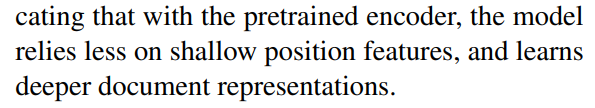 cating that with the pretrained encoder, the model
relies less on shallow position features, and learns
deeper document representations.